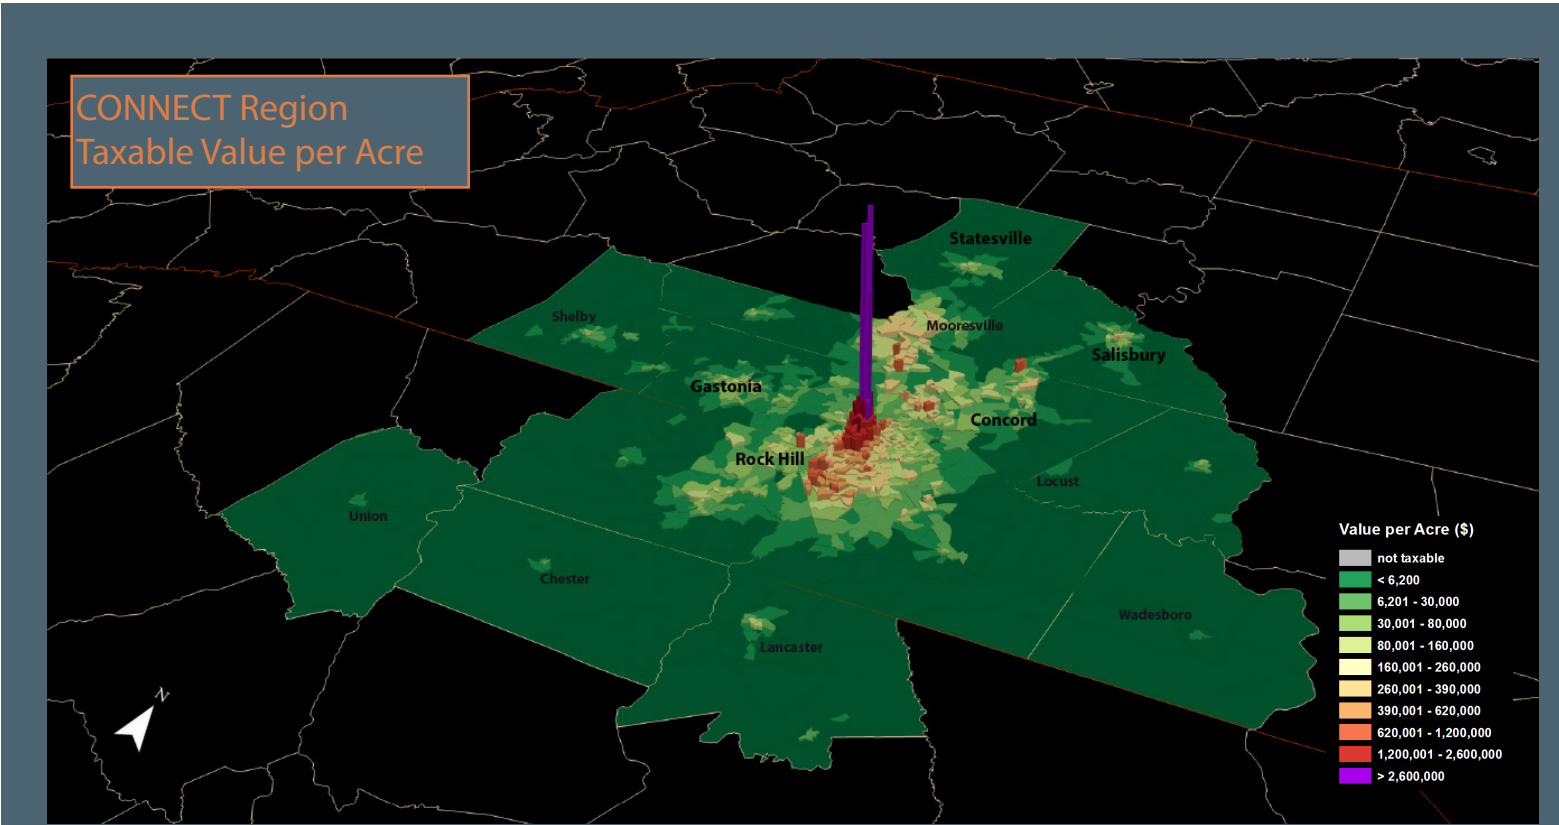 CONNECT Region
Taxable Value per Acre
Statesville
Shelby
Mooresville
Salisbury
Gastonia
Concord
Rock Hill
Locust
Union
Chester
Wadesboro
Lancaster
N
Value per Acre ($)
not taxable
< 6,200
6,201 - 30,000
30,001 - 80,000
80,001 - 160,000
160,001 - 260,000
260,001 - 390,000
390,001 - 620,000
620,001 - 1,200,000
1,200,001 - 2,600,000
> 2,600,000